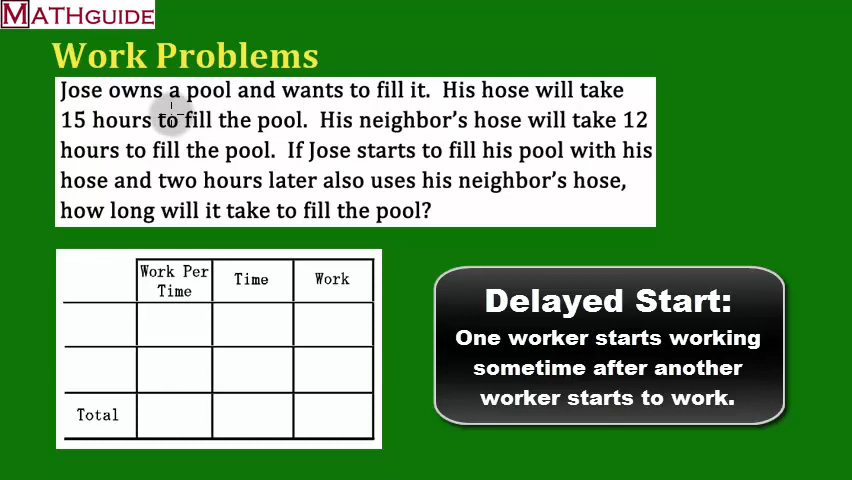 MATHGUIDE
Work Problems
Jose owns a pool and wants to fill it. His hose will take
15 hours to fill the pool. His neighbor's hose will take 12
hours to fill the pool. If Jose starts to fill his pool with his
hose and two hours later also uses his neighbor's hose,
how long will it take to fill the pool?
Work Per
Time
Time
Work
Total
Delayed Start:
One worker starts working
sometime after another
worker starts to work.